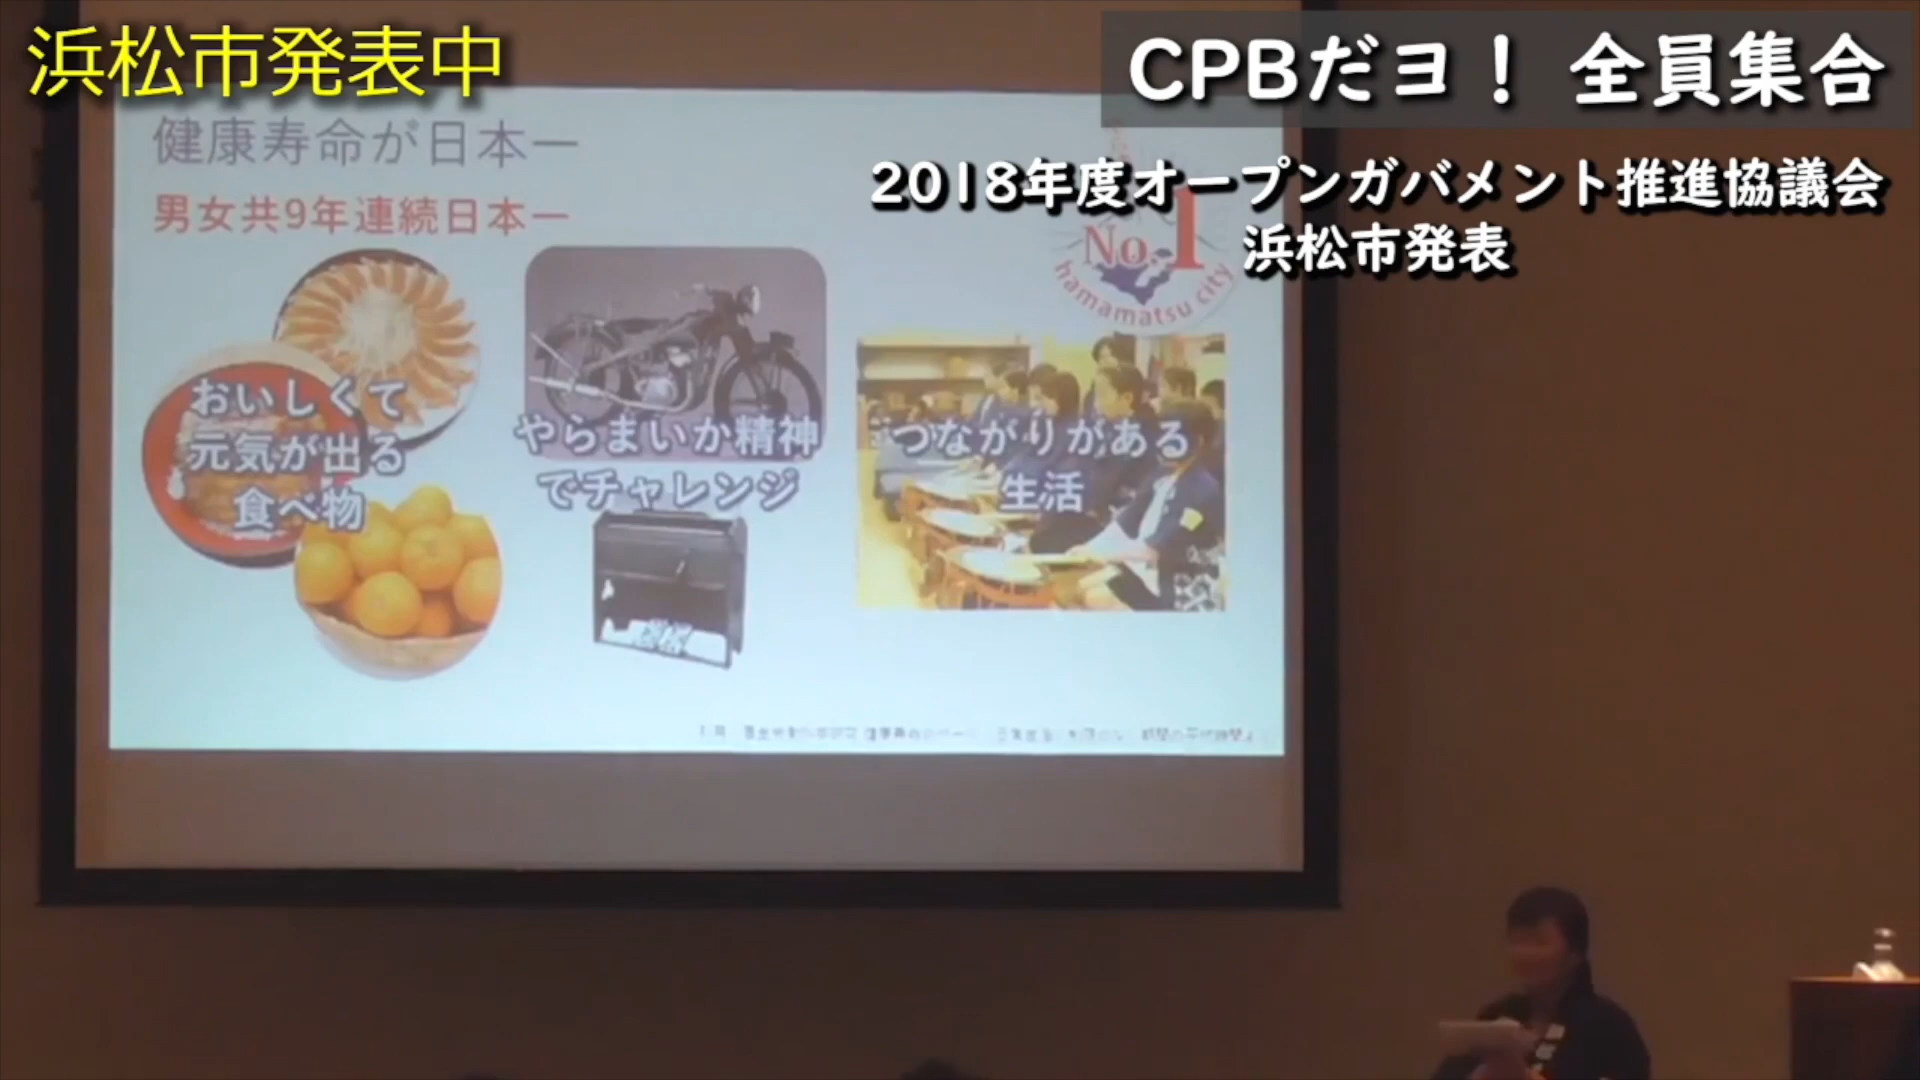 浜松市発表中
CPBだヨ！ 全員集合
2018年度オープンガバメント推進協議会
浜松市発表
健康寿命が日本一
男女共9年連続日本一
No.1
hamamatsu city
おいしくて
元気が出る
食べ物
やらまいか精神
でチャレンジ
つながりがある
生活